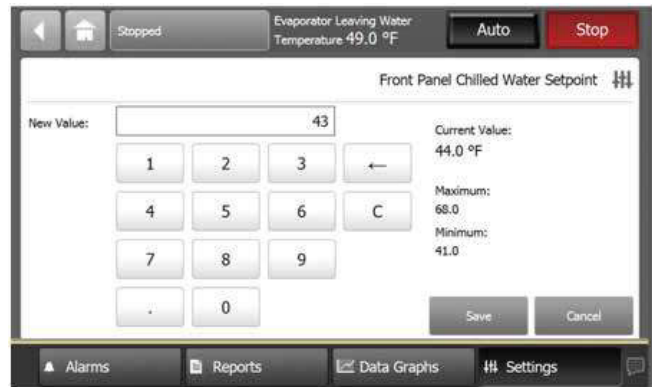 Stopped
Evaporator Leaving Water
Temperature 49.0 °F
Auto
Stop
Front Panel Chilled Water Setpoint
New Value:
43
Current Value:
44.0 °F
1 2 3 ←
Maximum:
68.0
4 5 6 C
Minimum:
41.0
7 8 9
. 0
Save
Cancel
Alarms
Reports
Data Graphs
Settings